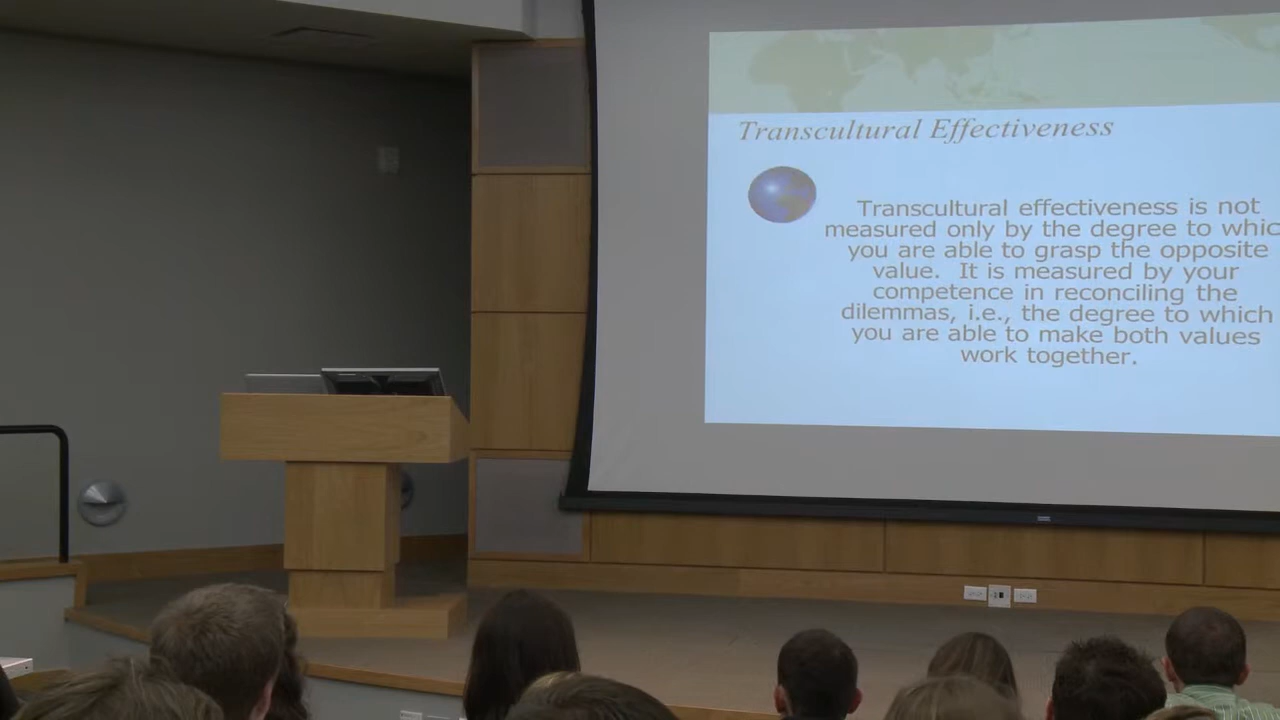 Transcultural Effectiveness
Transcultural effectiveness is not
measured only by the degree to whic
you are able to grasp the opposite
value. It is measured by your
competence in reconciling the
dilemmas, i.e., the degree to which
you are able to make both values
work together.